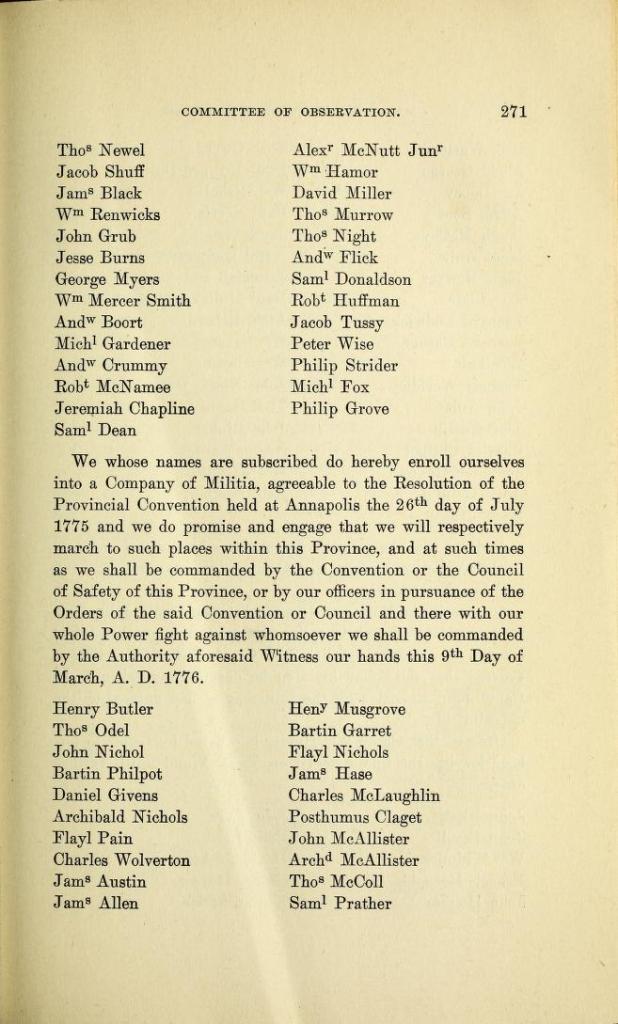 COMMITTEE OF OBSERVATION. 271
Thoˢ Newel
Jacob Shuff
Jamˢ Black
Wᵐ Renwicks
John Grub
Jesse Burns
George Myers
Wᵐ Mercer Smith
Andʷ Boort
Michˡ Gardener
Andʷ Crummy
Robᵗ McNamee
Jeremiah Chapline
Samˡ Dean
Alexʳ McNutt Junʳ
Wᵐ Hamor
David Miller
Thoˢ Murrow
Thoˢ Night
Andʷ Flick
Samˡ Donaldson
Robᵗ Huffman
Jacob Tussy
Peter Wise
Philip Strider
Michˡ Fox
Philip Grove
We whose names are subscribed do hereby enroll ourselves
into a Company of Militia, agreeable to the Resolution of the
Provincial Convention held at Annapolis the 26ᵗʰ day of July
1775 and we do promise and engage that we will respectively
march to such places within this Province, and at such times
as we shall be commanded by the Convention or the Council
of Safety of this Province, or by our officers in pursuance of the
Orders of the said Convention or Council and there with our
whole Power fight against whomsoever we shall be commanded
by the Authority aforesaid Witness our hands this 9ᵗʰ Day of
March, A. D. 1776.
Henry Butler
Thoˢ Odel
John Nichol
Bartin Philpot
Daniel Givens
Archibald Nichols
Flayl Pain
Charles Wolverton
Jamˢ Austin
Jamˢ Allen
Henʸ Musgrove
Bartin Garret
Flayl Nichols
Jamˢ Hase
Charles McLaughlin
Posthumus Claget
John McAllister
Archᵈ McAllister
Thoˢ McColl
Samˡ Prather